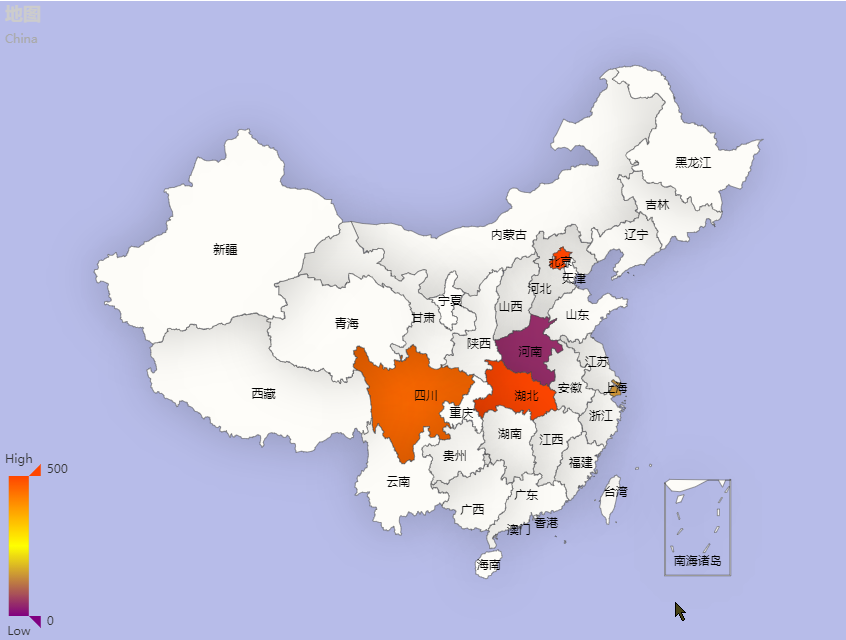 地图
China
黑龙江
吉林
辽宁
内蒙古
新疆
北京
天津
河北
山西
宁夏
山东
青海
甘肃
陕西
河南
江苏
西藏
四川
湖北
安徽
上海
重庆
浙江
湖南
江西
贵州
福建
云南
广东
台湾
广西
香港
澳门
海南
南海诸岛
High
500
0
Low